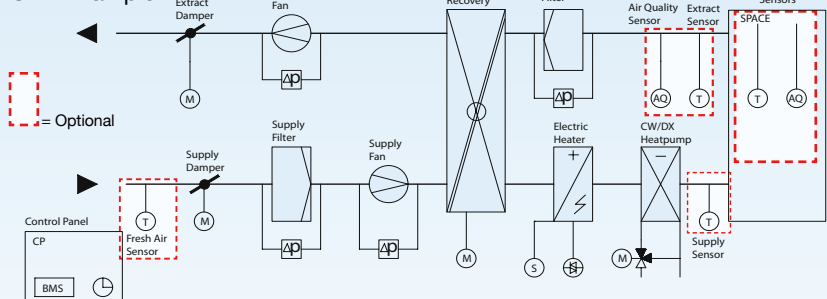 Extract
Damper
Fan
Recovery
Air Quality
Sensor
Extract
Sensor
Sensors
SPACE
Δp
M
Δp
AQ
T
T
AQ
= Optional
Supply
Damper
Supply
Filter
Supply
Fan
Electric
Heater
CW/DX
Heatpump
+
−
T
Fresh Air
Sensor
M
Δp
Δp
M
S
M
T
Supply
Sensor
Control Panel
CP
BMS